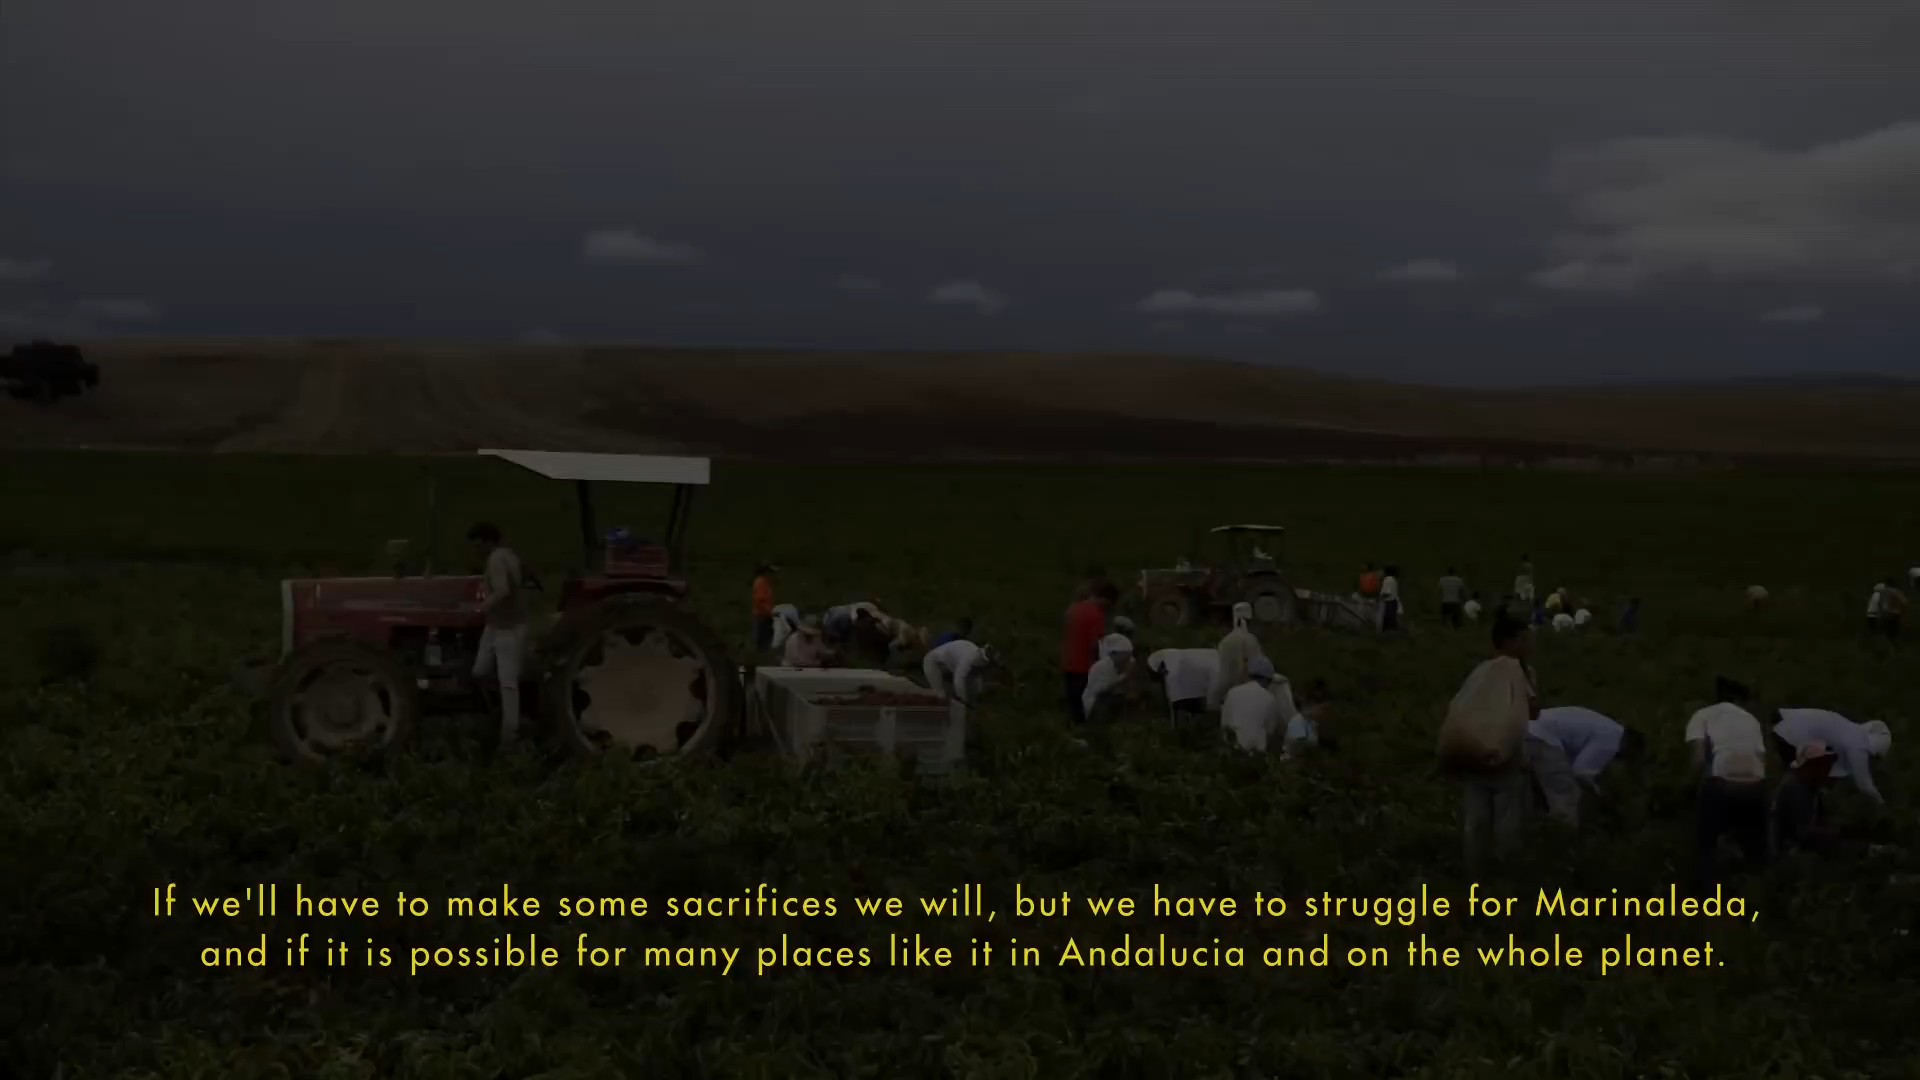 If we'll have to make some sacrifices we will, but we have to struggle for Marinaleda,
and if it is possible for many places like it in Andalucia and on the whole planet.